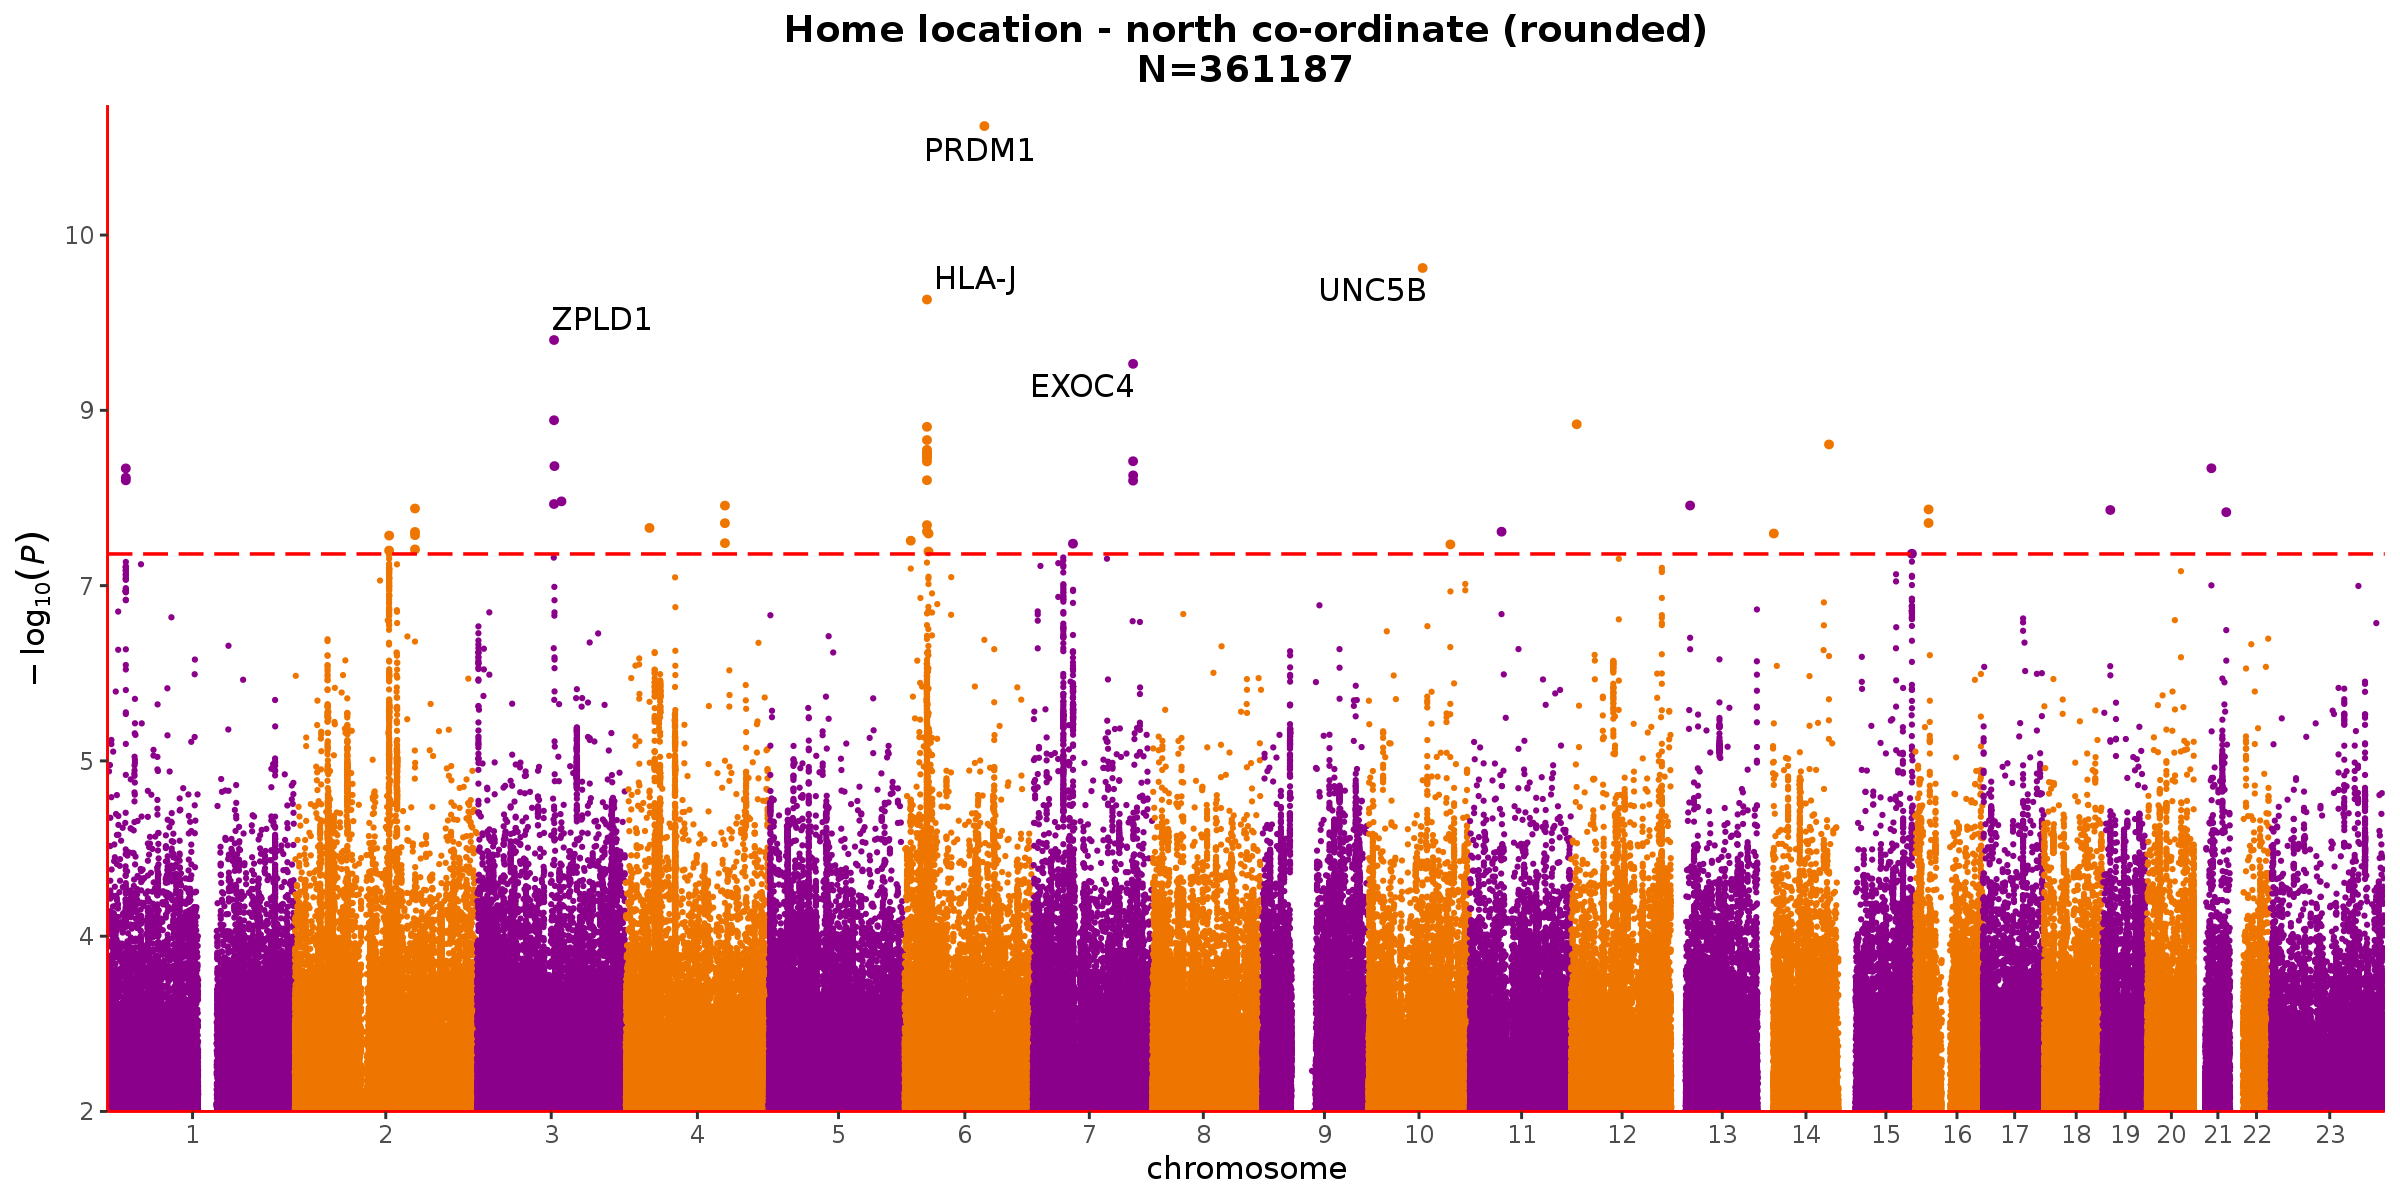 Home location - north co-ordinate (rounded)
N=361187
PRDM1
10
HLA-J
UNC5B
ZPLD1
EXOC4
9
7
5
4
2
− log10(P)
1 2 3 4 5 6 7 8 9 10 11 12 13 14 15 16 17 18 19 20 21 22 23
chromosome